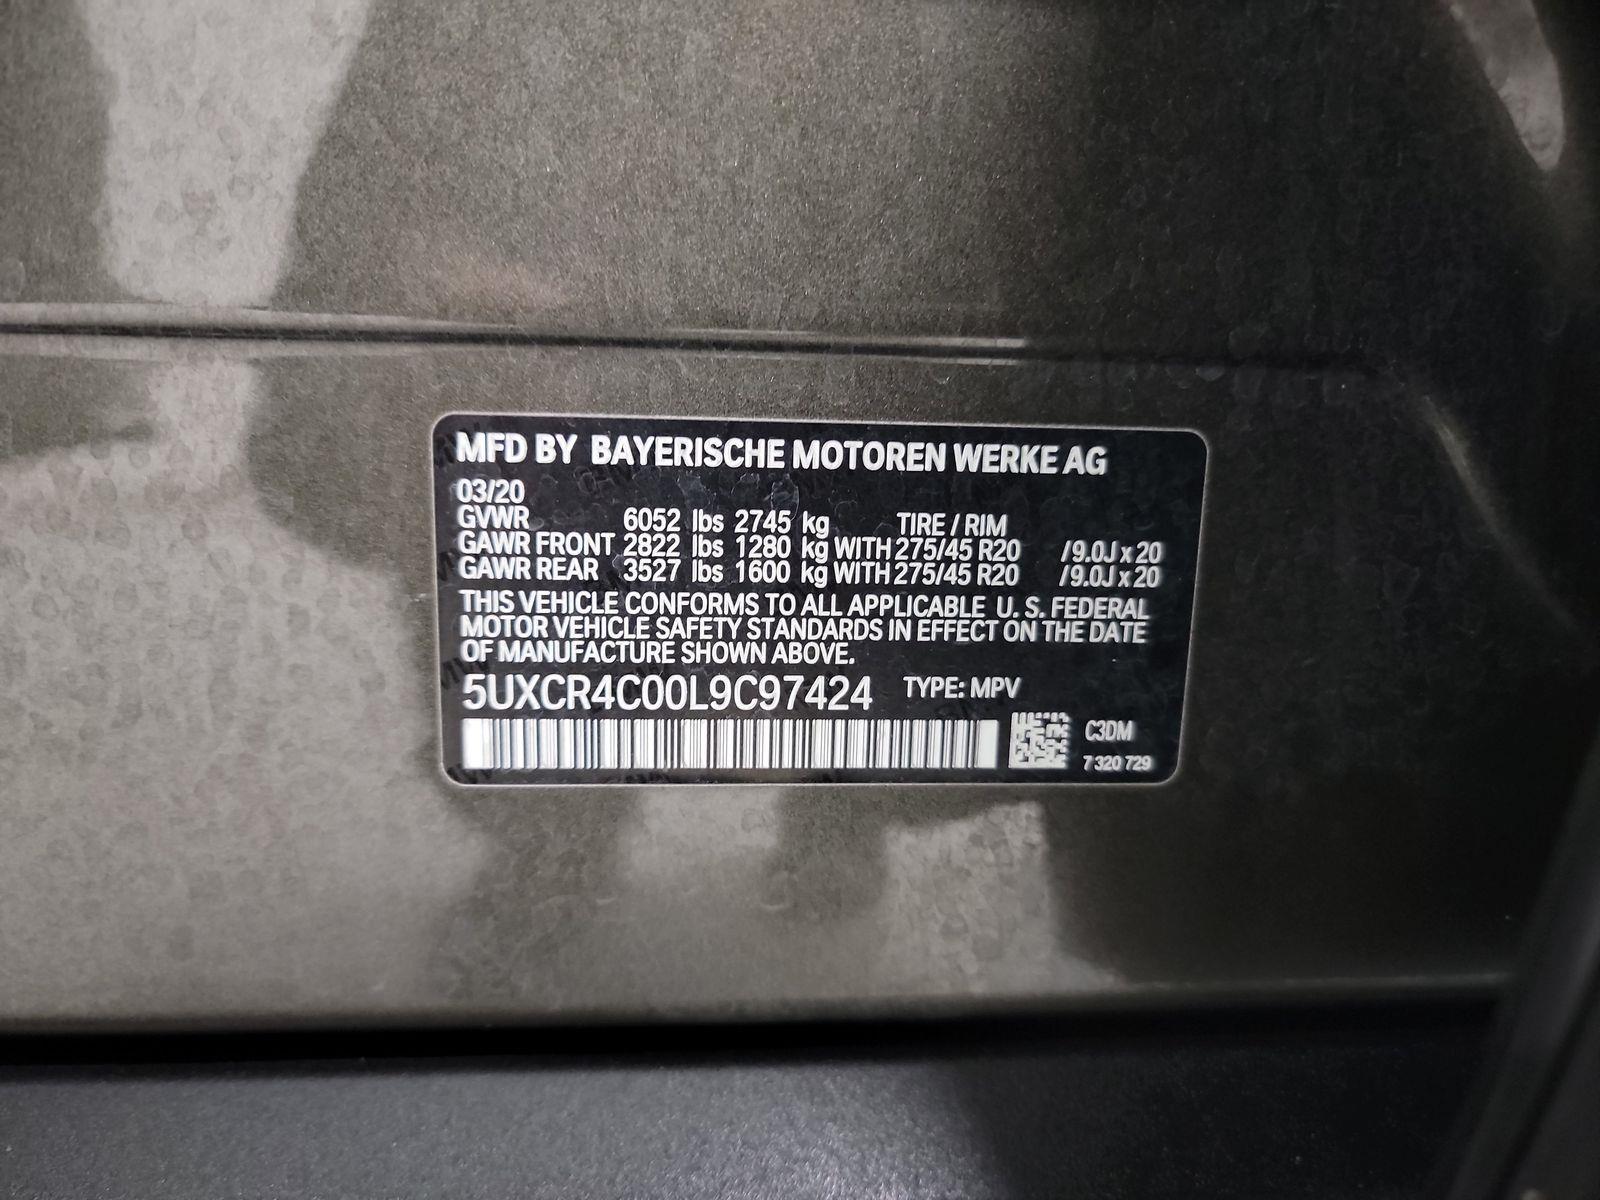 MFD BY BAYERISCHE MOTOREN WERKE AG
03/20
GVWR 6052 lbs 2745 kg TIRE / RIM
GAWR FRONT 2822 lbs 1280 kg WITH 275/45 R20 /9.0J x 20
GAWR REAR 3527 lbs 1600 kg WITH 275/45 R20 /9.0J x 20
THIS VEHICLE CONFORMS TO ALL APPLICABLE U. S. FEDERAL
MOTOR VEHICLE SAFETY STANDARDS IN EFFECT ON THE DATE
OF MANUFACTURE SHOWN ABOVE.
5UXCR4C00L9C97424 TYPE: MPV
C3DM
7 320 729